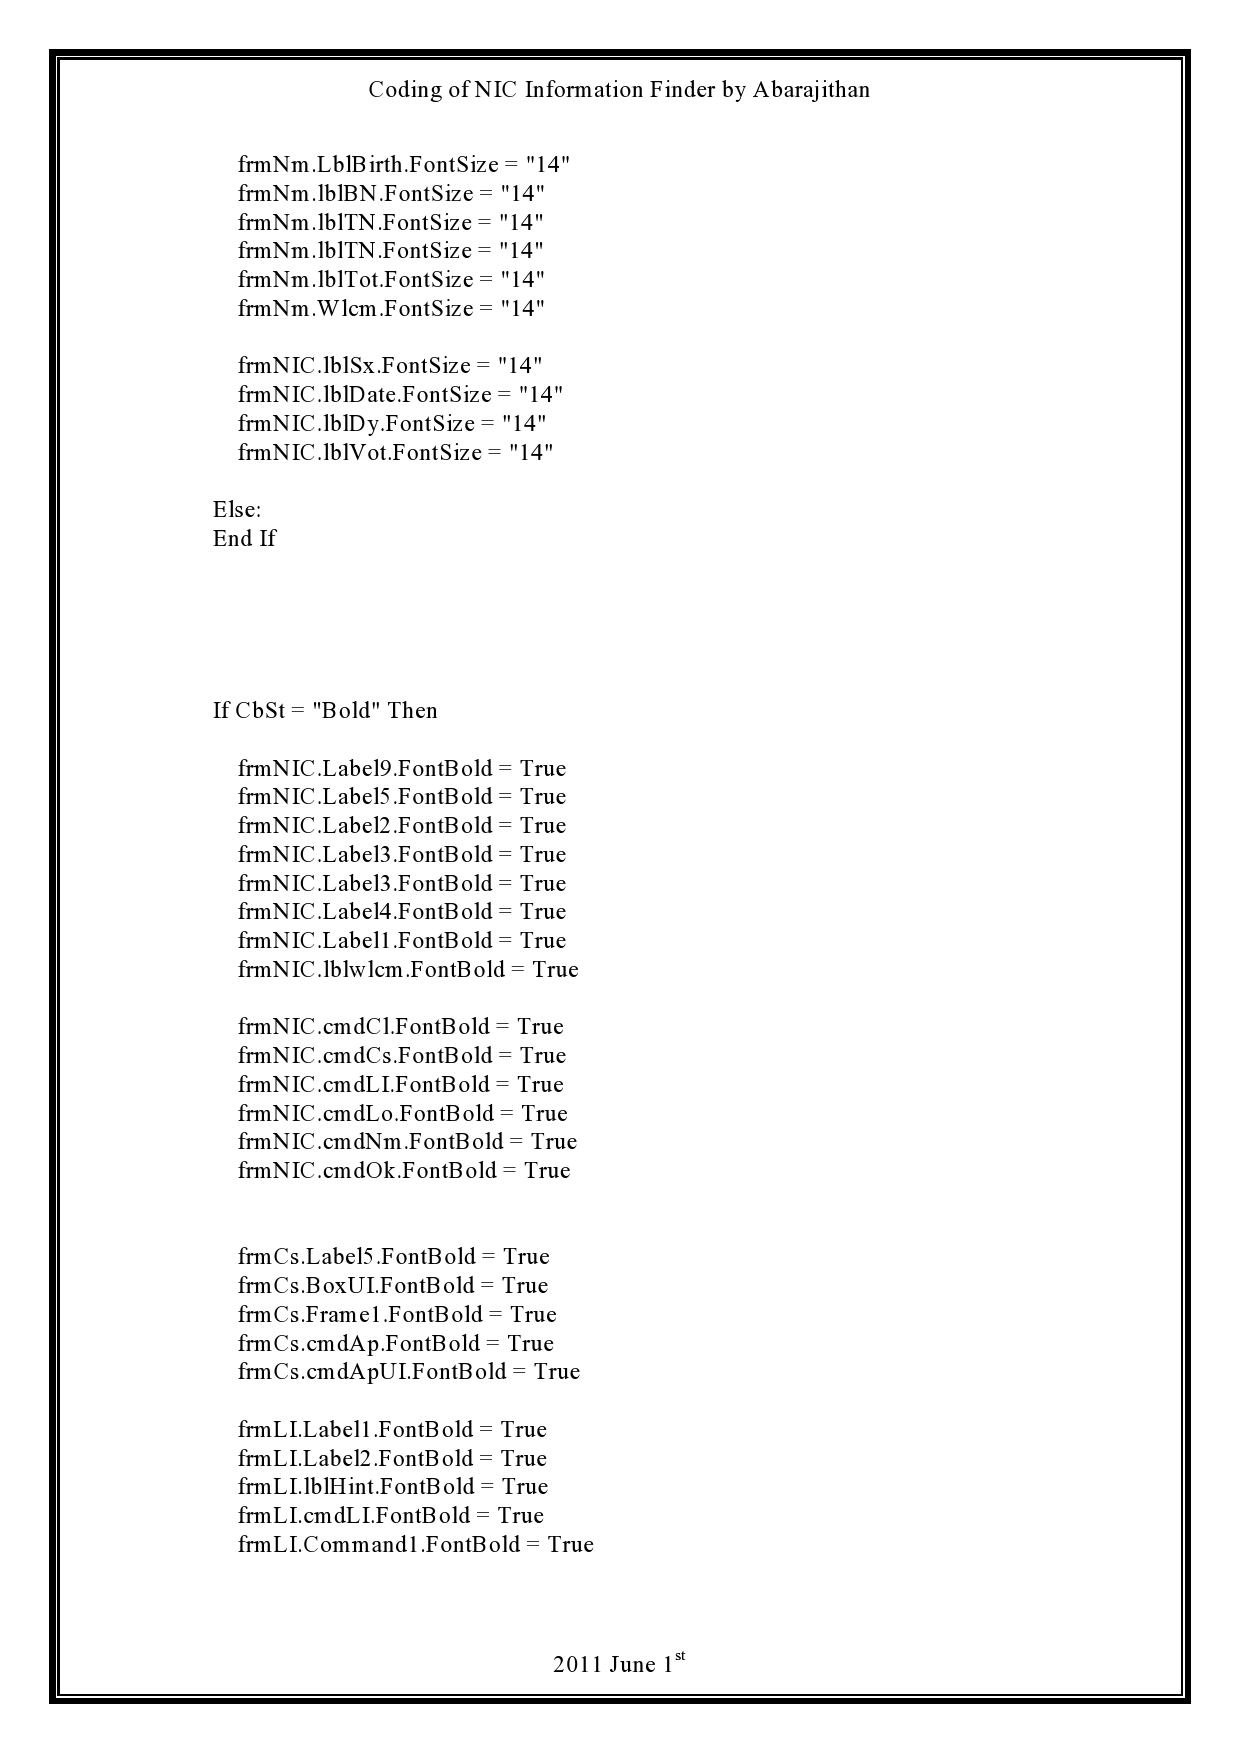 Coding of NIC Information Finder by Abarajithan
frmNm.LblBirth.FontSize = "14"
frmNm.lblBN.FontSize = "14"
frmNm.lblTN.FontSize = "14"
frmNm.lblTN.FontSize = "14"
frmNm.lblTot.FontSize = "14"
frmNm.Wlcm.FontSize = "14"
frmNIC.lblSx.FontSize = "14"
frmNIC.lblDate.FontSize = "14"
frmNIC.lblDy.FontSize = "14"
frmNIC.lblVot.FontSize = "14"
Else:
End If
If CbSt = "Bold" Then
frmNIC.Label9.FontBold = True
frmNIC.Label5.FontBold = True
frmNIC.Label2.FontBold = True
frmNIC.Label3.FontBold = True
frmNIC.Label3.FontBold = True
frmNIC.Label4.FontBold = True
frmNIC.Label1.FontBold = True
frmNIC.lblwlcm.FontBold = True
frmNIC.cmdCl.FontBold = True
frmNIC.cmdCs.FontBold = True
frmNIC.cmdLI.FontBold = True
frmNIC.cmdLo.FontBold = True
frmNIC.cmdNm.FontBold = True
frmNIC.cmdOk.FontBold = True
frmCs.Label5.FontBold = True
frmCs.BoxUI.FontBold = True
frmCs.Frame1.FontBold = True
frmCs.cmdAp.FontBold = True
frmCs.cmdApUI.FontBold = True
frmLI.Label1.FontBold = True
frmLI.Label2.FontBold = True
frmLI.lblHint.FontBold = True
frmLI.cmdLI.FontBold = True
frmLI.Command1.FontBold = True
2011 June 1st